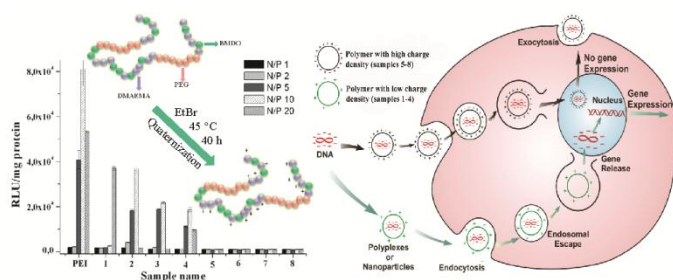 BMDO
DMAEMA
PEG
EtBr
45 °C
40 h
Quaternization
N/P 1
N/P 2
N/P 5
N/P 10
N/P 20
RLU/mg protein
8,0x10⁴
6,0x10⁴
4,0x10⁴
2,0x10⁴
0,0
PEI 1 2 3 4 5 6 7 8
Sample name
Polymer with high charge
density (samples 5-8)
Polymer with low charge
density (samples 1-4)
DNA
Polyplexes or
Nanoparticles
Endocytosis
Endosomal
Escape
Gene
Release
Exocytosis
No gene
Expression
Nucleus
Gene
Expression